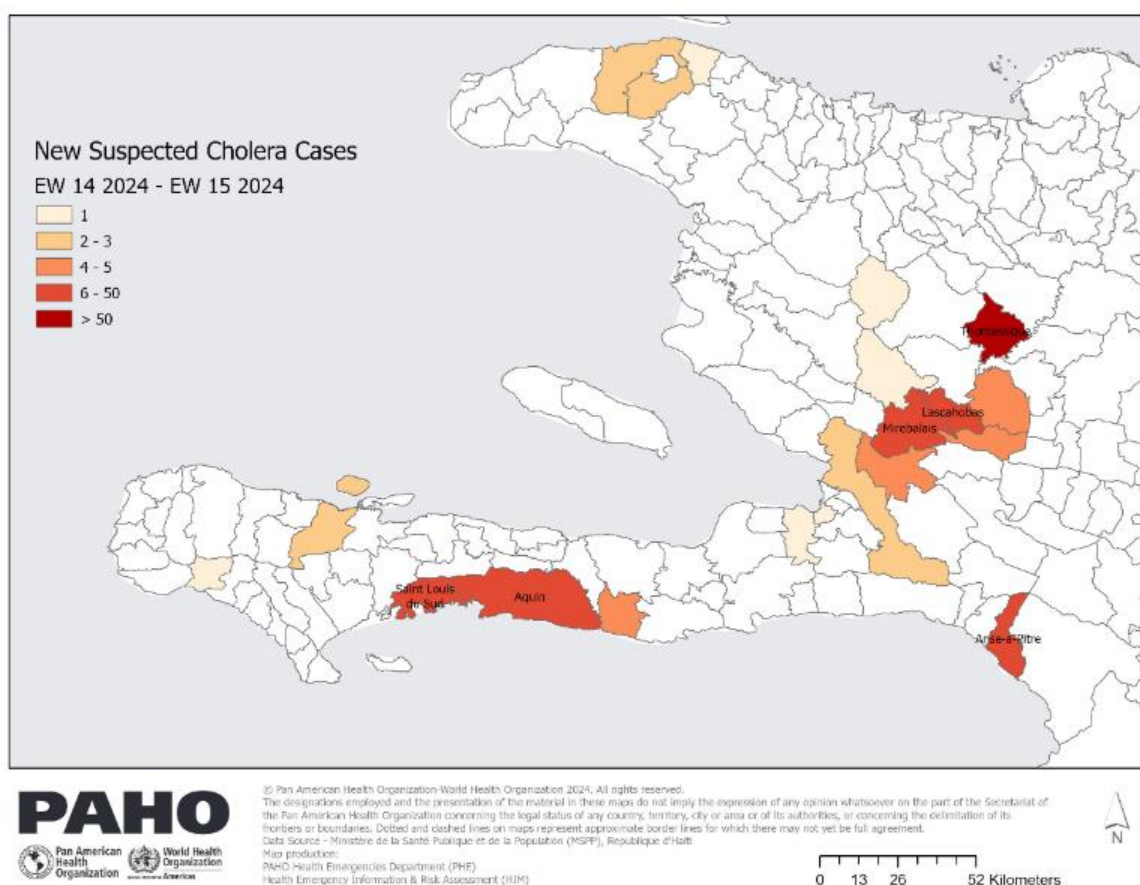 New Suspected Cholera Cases
EW 14 2024 - EW 15 2024
1
2 - 3
4 - 5
6 - 50
> 50
Thomassique
Lascahobas
Mirebalais
Saint Louis
de Sud
Aquin
Anse-à-Pitre
PAHO
Pan American
Health
Organization
World Health
Organization
Americas
© Pan American Health Organization-World Health Organization 2024. All rights reserved.
The designations employed and the presentation of the material in these maps do not imply the expression of any opinion whatsoever on the part of the Secretariat of
the Pan American Health Organization concerning the legal status of any country, territory, city or area or of its authorities, or concerning the delimitation of its
frontiers or boundaries. Dotted and dashed lines on maps represent approximate border lines for which there may not yet be full agreement.
Data Source - Ministère de la Santé Publique et de la Population (MSPP), Republique d'Haïti
Map production:
PAHO Health Emergencies Department (PHE)
Health Emergency Information & Risk Assessment (HIM)
N
0 13 26 52 Kilometers